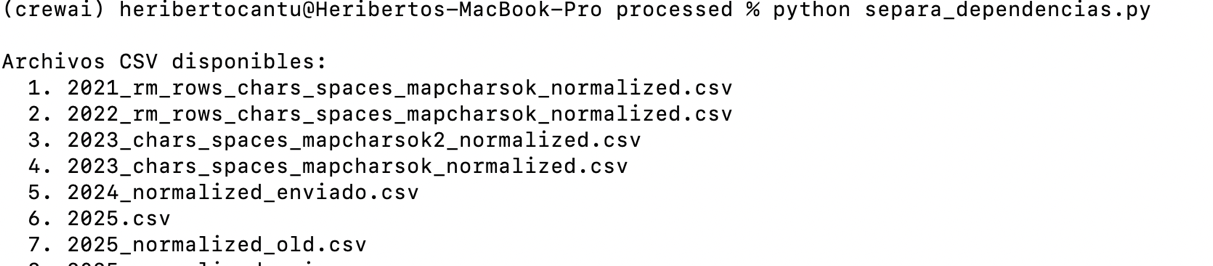 (crewai) heribertocantu@Heribertos-MacBook-Pro processed % python separa_dependencias.py
Archivos CSV disponibles:
1. 2021_rm_rows_chars_spaces_mapcharsok_normalized.csv
2. 2022_rm_rows_chars_spaces_mapcharsok_normalized.csv
3. 2023_chars_spaces_mapcharsok2_normalized.csv
4. 2023_chars_spaces_mapcharsok_normalized.csv
5. 2024_normalized_enviado.csv
6. 2025.csv
7. 2025_normalized_old.csv